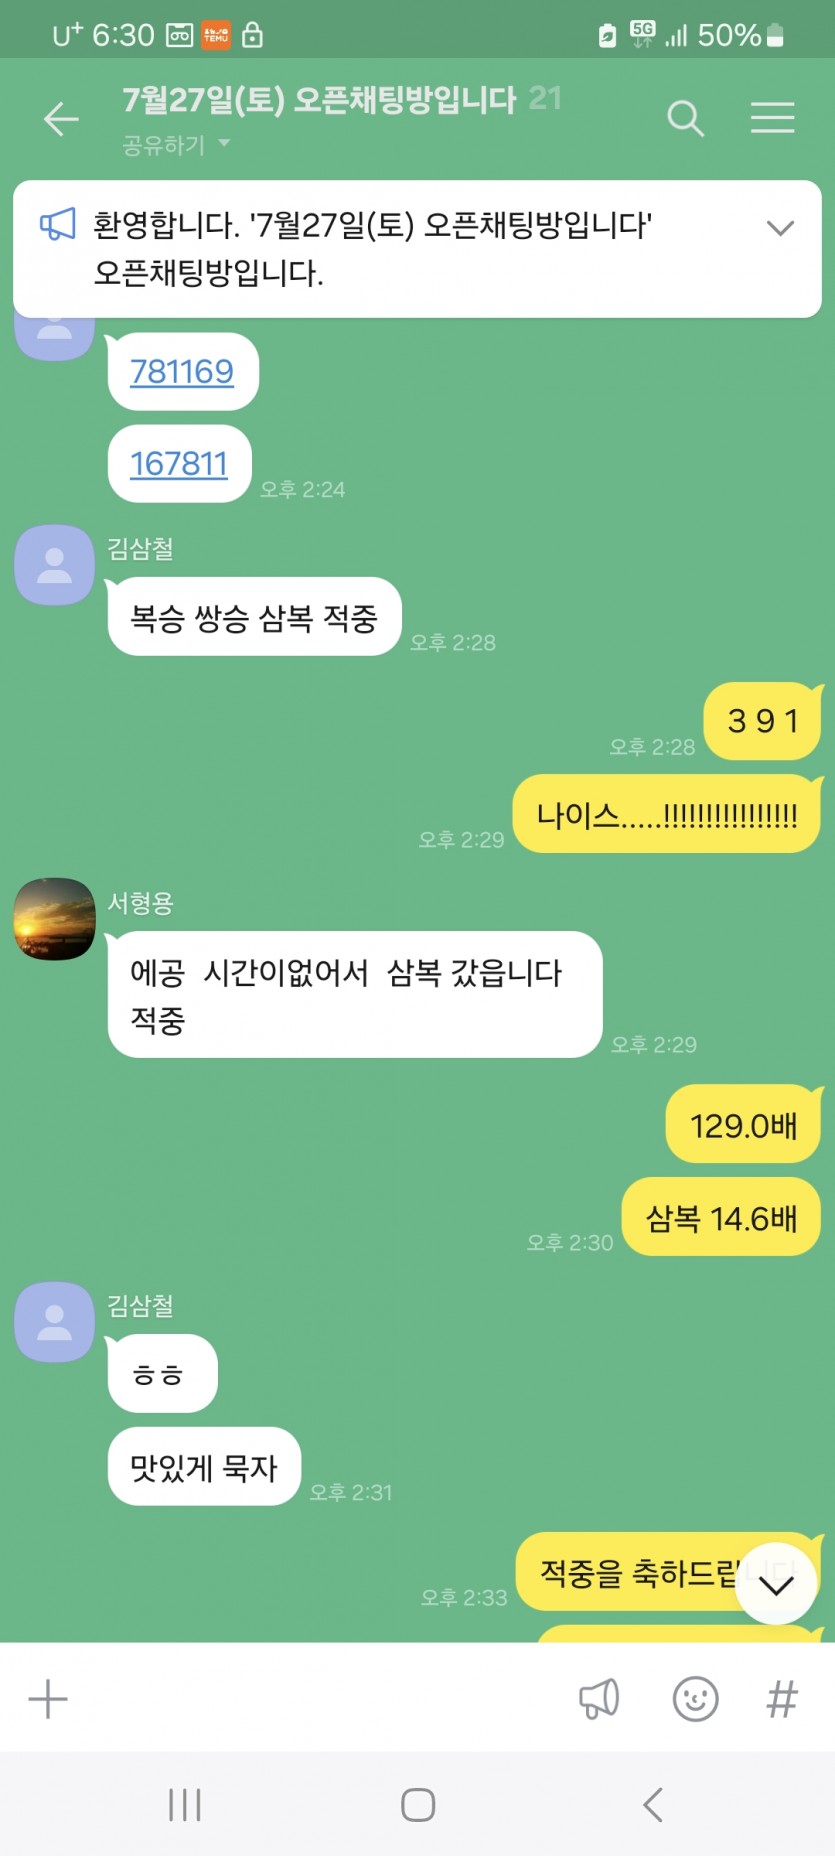 U+ 6:30 TEMU 5G 50%
7월27일(토) 오픈채팅방입니다 21
공유하기
환영합니다. '7월27일(토) 오픈채팅방입니다'
오픈채팅방입니다.
781169
167811
오후 2:24
김삼철
복승 쌍승 삼복 적중
오후 2:28
3 9 1
오후 2:28
나이스.....!!!!!!!!!!!!!!!!
오후 2:29
서형용
에공 시간이없어서 삼복 갔읍니다
적중
오후 2:29
129.0배
삼복 14.6배
오후 2:30
김삼철
ㅎㅎ
맛있게 묵자
오후 2:31
적중을 축하드립니다
오후 2:33